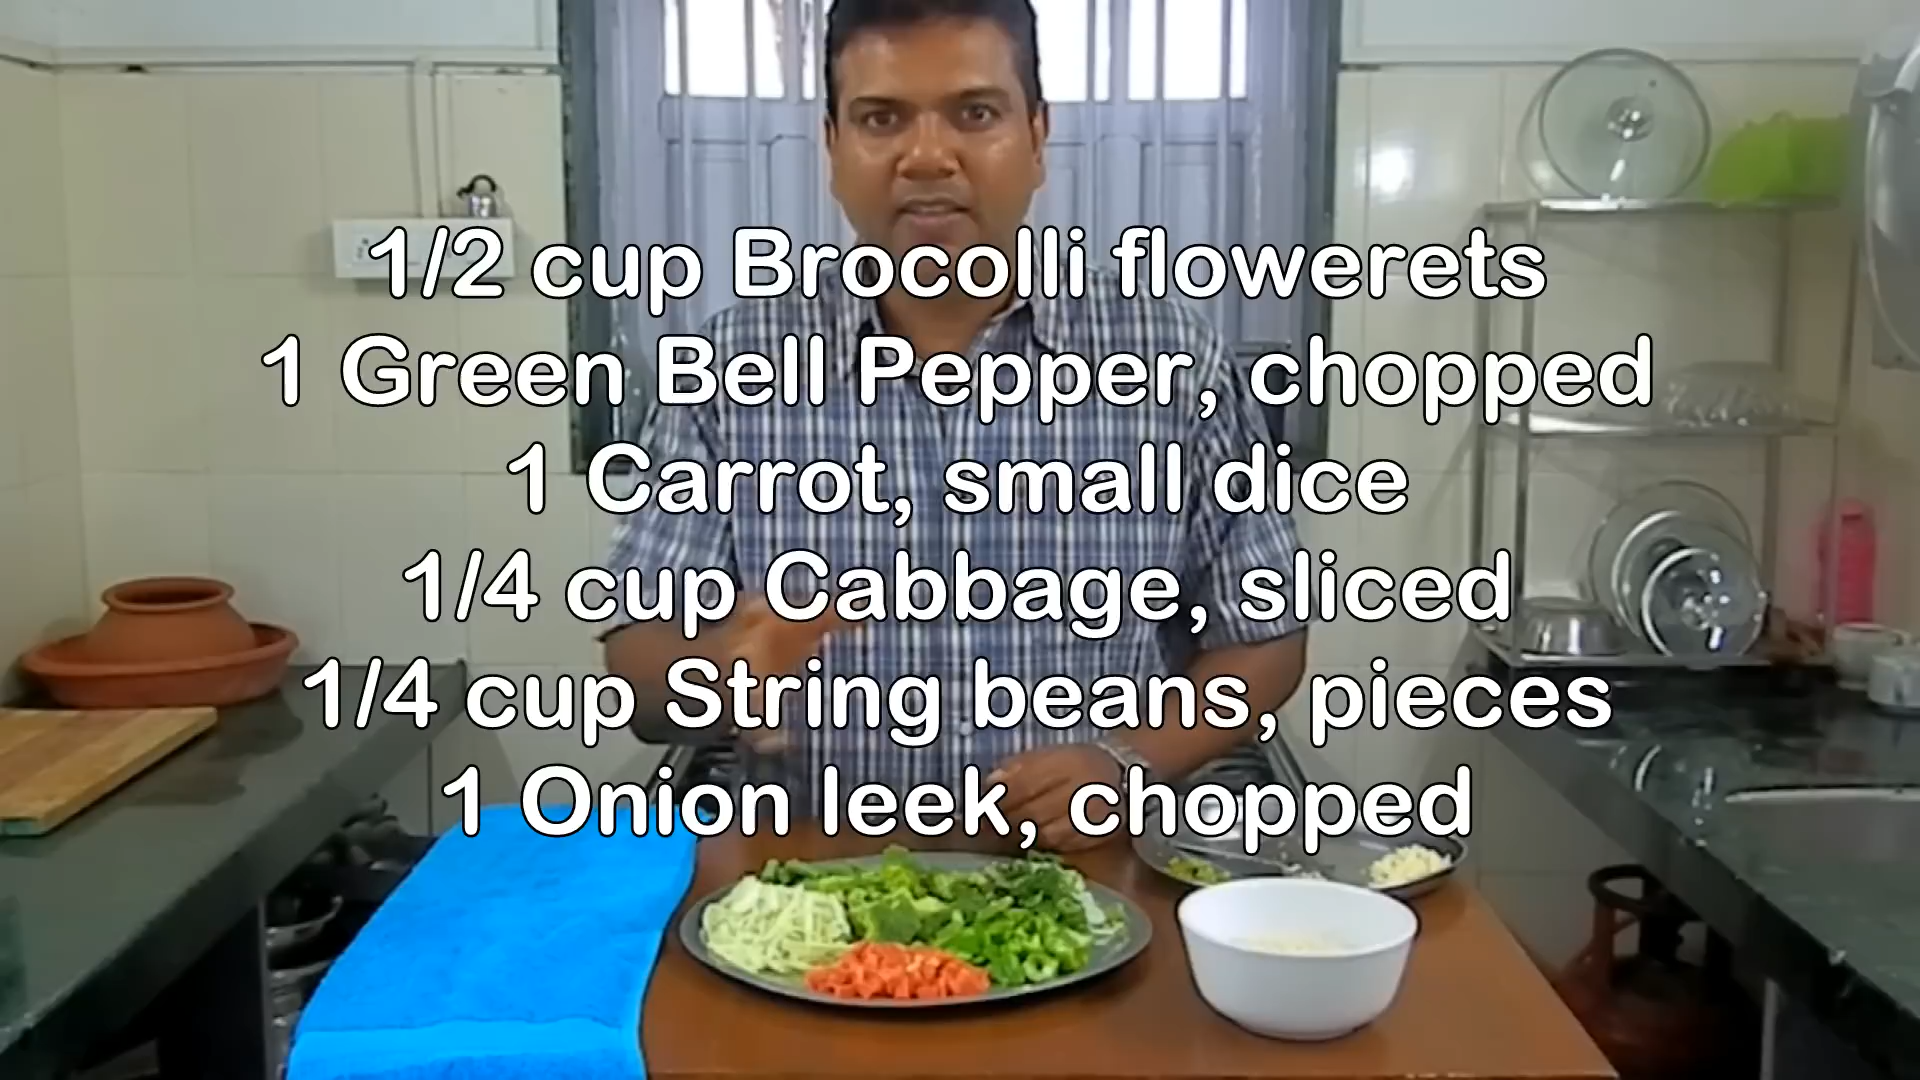 1/2 cup Brocolli flowerets
1 Green Bell Pepper, chopped
1 Carrot, small dice
1/4 cup Cabbage, sliced
1/4 cup String beans, pieces
1 Onion leek, chopped